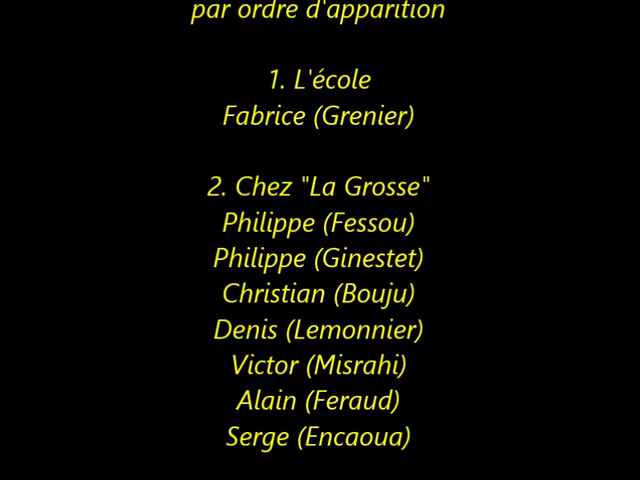 par ordre d'apparition
1. L'école
Fabrice (Grenier)
2. Chez "La Grosse"
Philippe (Fessou)
Philippe (Ginestet)
Christian (Bouju)
Denis (Lemonnier)
Victor (Misrahi)
Alain (Feraud)
Serge (Encaoua)